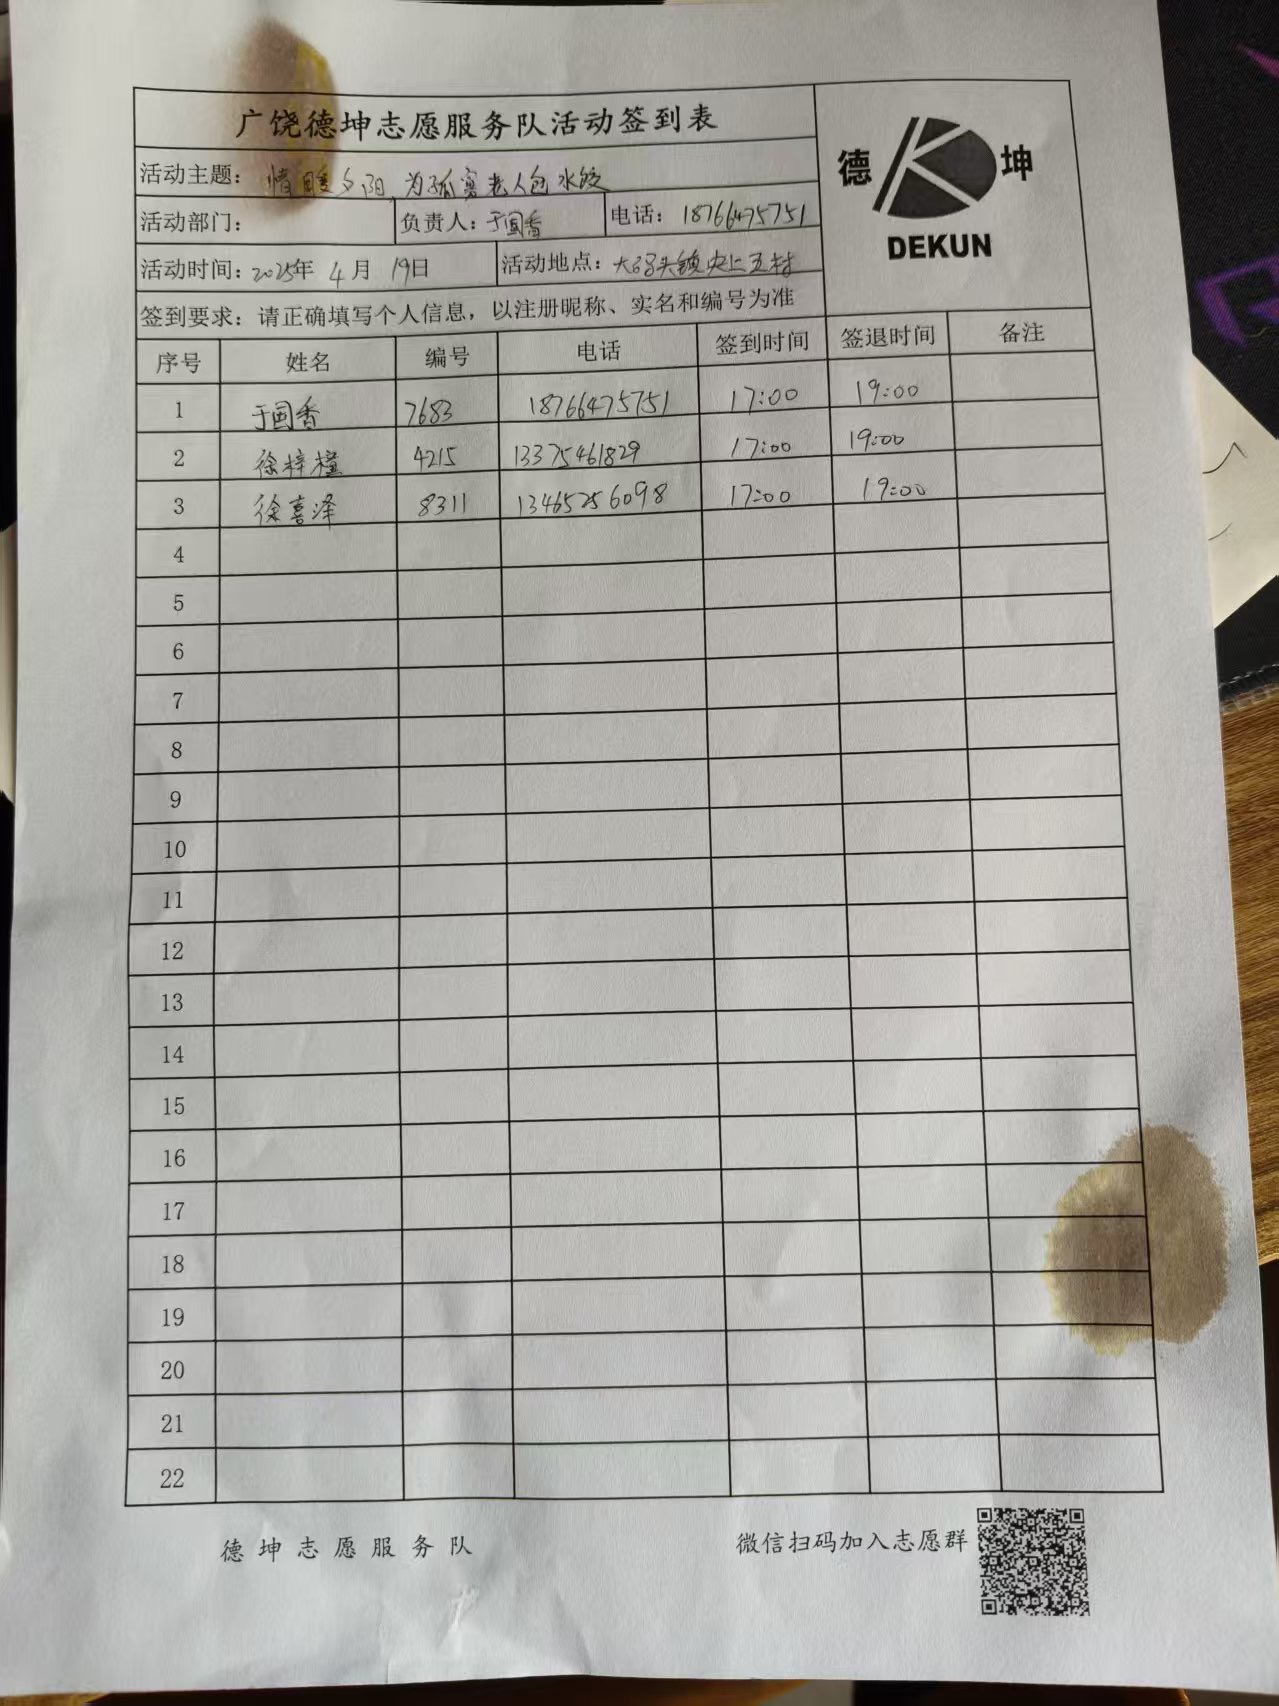 广饶德坤志愿服务队活动签到表
德 坤
DEKUN
活动主题：情暖夕阳,为孤寡老人包水饺
活动部门： 负责人：于国香 电话：18766475751
活动时间：2025年 4月 19日 活动地点：大码头镇央上五村
签到要求：请正确填写个人信息，以注册昵称、实名和编号为准
序号 姓名 编号 电话 签到时间 签退时间 备注
1 于国香 7683 18766475751 17:00 19:00
2 徐梓橦 4215 13375461829 17:00 19:00
3 徐喜泽 8311 13465256098 17:00 19:00
4
5
6
7
8
9
10
11
12
13
14
15
16
17
18
19
20
21
22
德坤志愿服务队 微信扫码加入志愿群